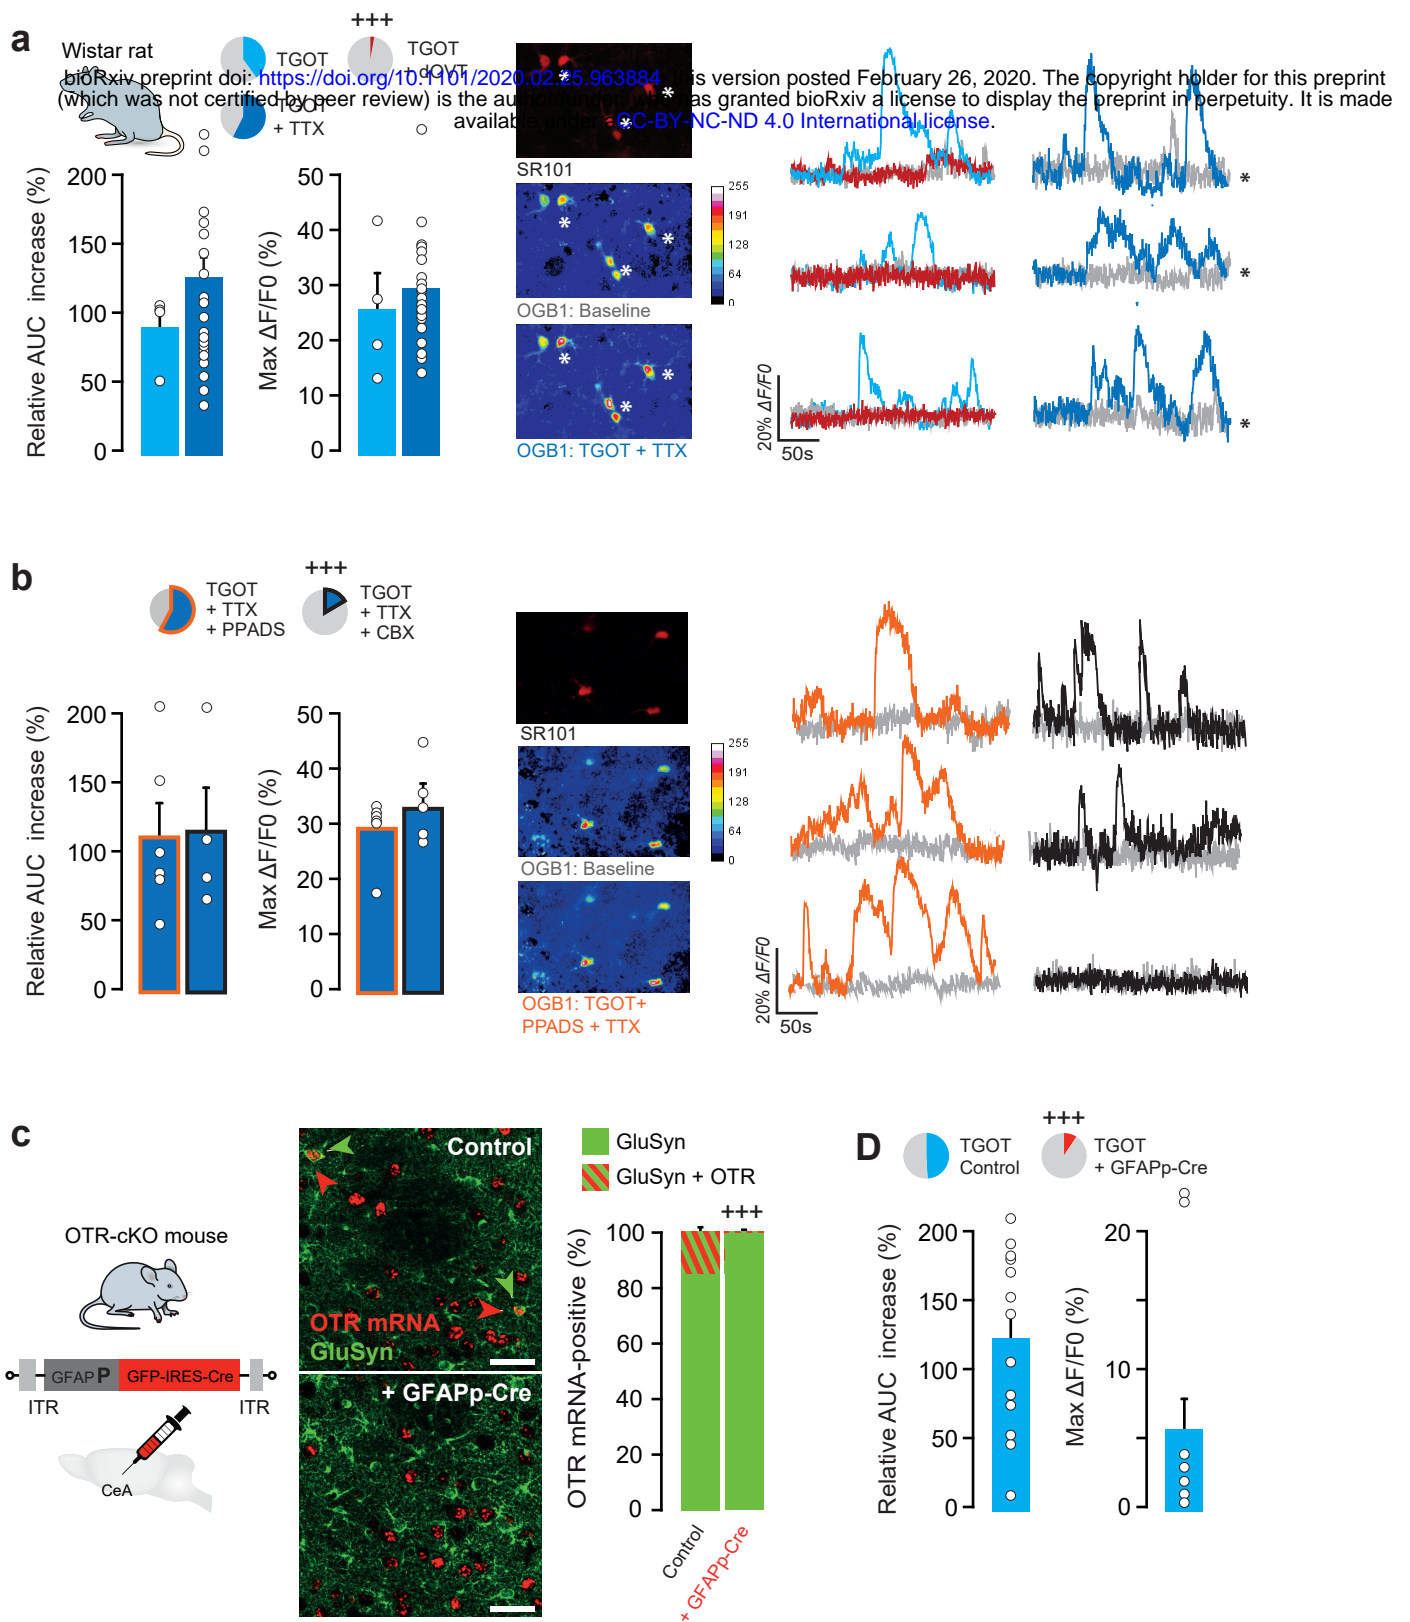 a
Wistar rat
+++
TGOT
TGOT
+ dOVT
TGOT
+ TTX
bioRxiv preprint doi: https://doi.org/10.1101/2020.02.25.963884; this version posted February 26, 2020. The copyright holder for this preprint
(which was not certified by peer review) is the author/funder, who has granted bioRxiv a license to display the preprint in perpetuity. It is made
available under aCC-BY-NC-ND 4.0 International license.
Relative AUC increase (%)
200
150
100
50
0
Max ΔF/F0 (%)
50
40
30
20
10
0
SR101
*
*
*
OGB1: Baseline
*
*
*
OGB1: TGOT + TTX
*
*
*
255
191
128
64
0
20% ΔF/F0
50s
*
*
*
b
TGOT
+ TTX
+ PPADS
+++
TGOT
+ TTX
+ CBX
Relative AUC increase (%)
200
150
100
50
0
Max ΔF/F0 (%)
50
40
30
20
10
0
SR101
OGB1: Baseline
OGB1: TGOT+
PPADS + TTX
255
191
128
64
0
20% ΔF/F0
50s
c
OTR-cKO mouse
GFAP P
GFP-IRES-Cre
ITR
ITR
CeA
Control
OTR mRNA
GluSyn
+ GFAPp-Cre
GluSyn
GluSyn + OTR
+++
OTR mRNA-positive (%)
100
80
60
40
20
0
Control
+ GFAPp-Cre
D
TGOT
Control
+++
TGOT
+ GFAPp-Cre
Relative AUC increase (%)
200
150
100
50
0
Max ΔF/F0 (%)
20
10
0